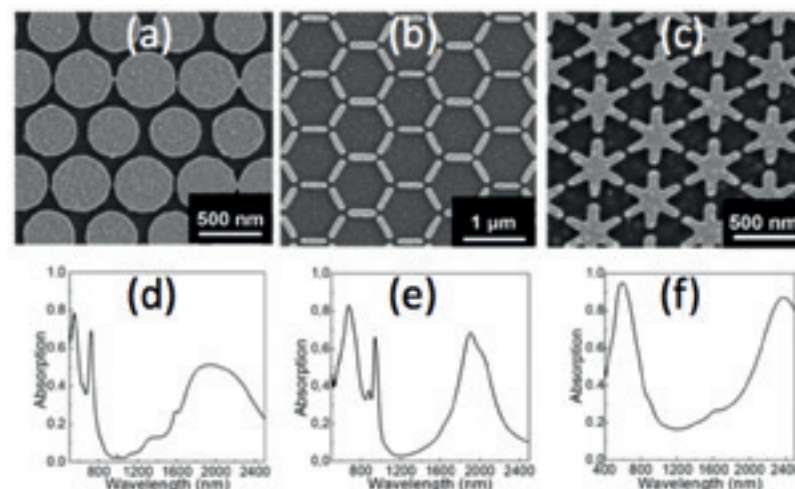 (a) (b) (c)
500 nm 1 μm 500 nm
(d) (e) (f)
1.0 1.0 1.0
0.8 0.8 0.8
0.6 0.6 0.6
0.4 0.4 0.4
0.2 0.2 0.2
0.0 0.0 0.0
Absorption Absorption Absorption
800 1200 1600 2000 2400 800 1200 1600 2000 2400 400 800 1200 1600 2000 2400
Wavelength (nm) Wavelength (nm) Wavelength (nm)